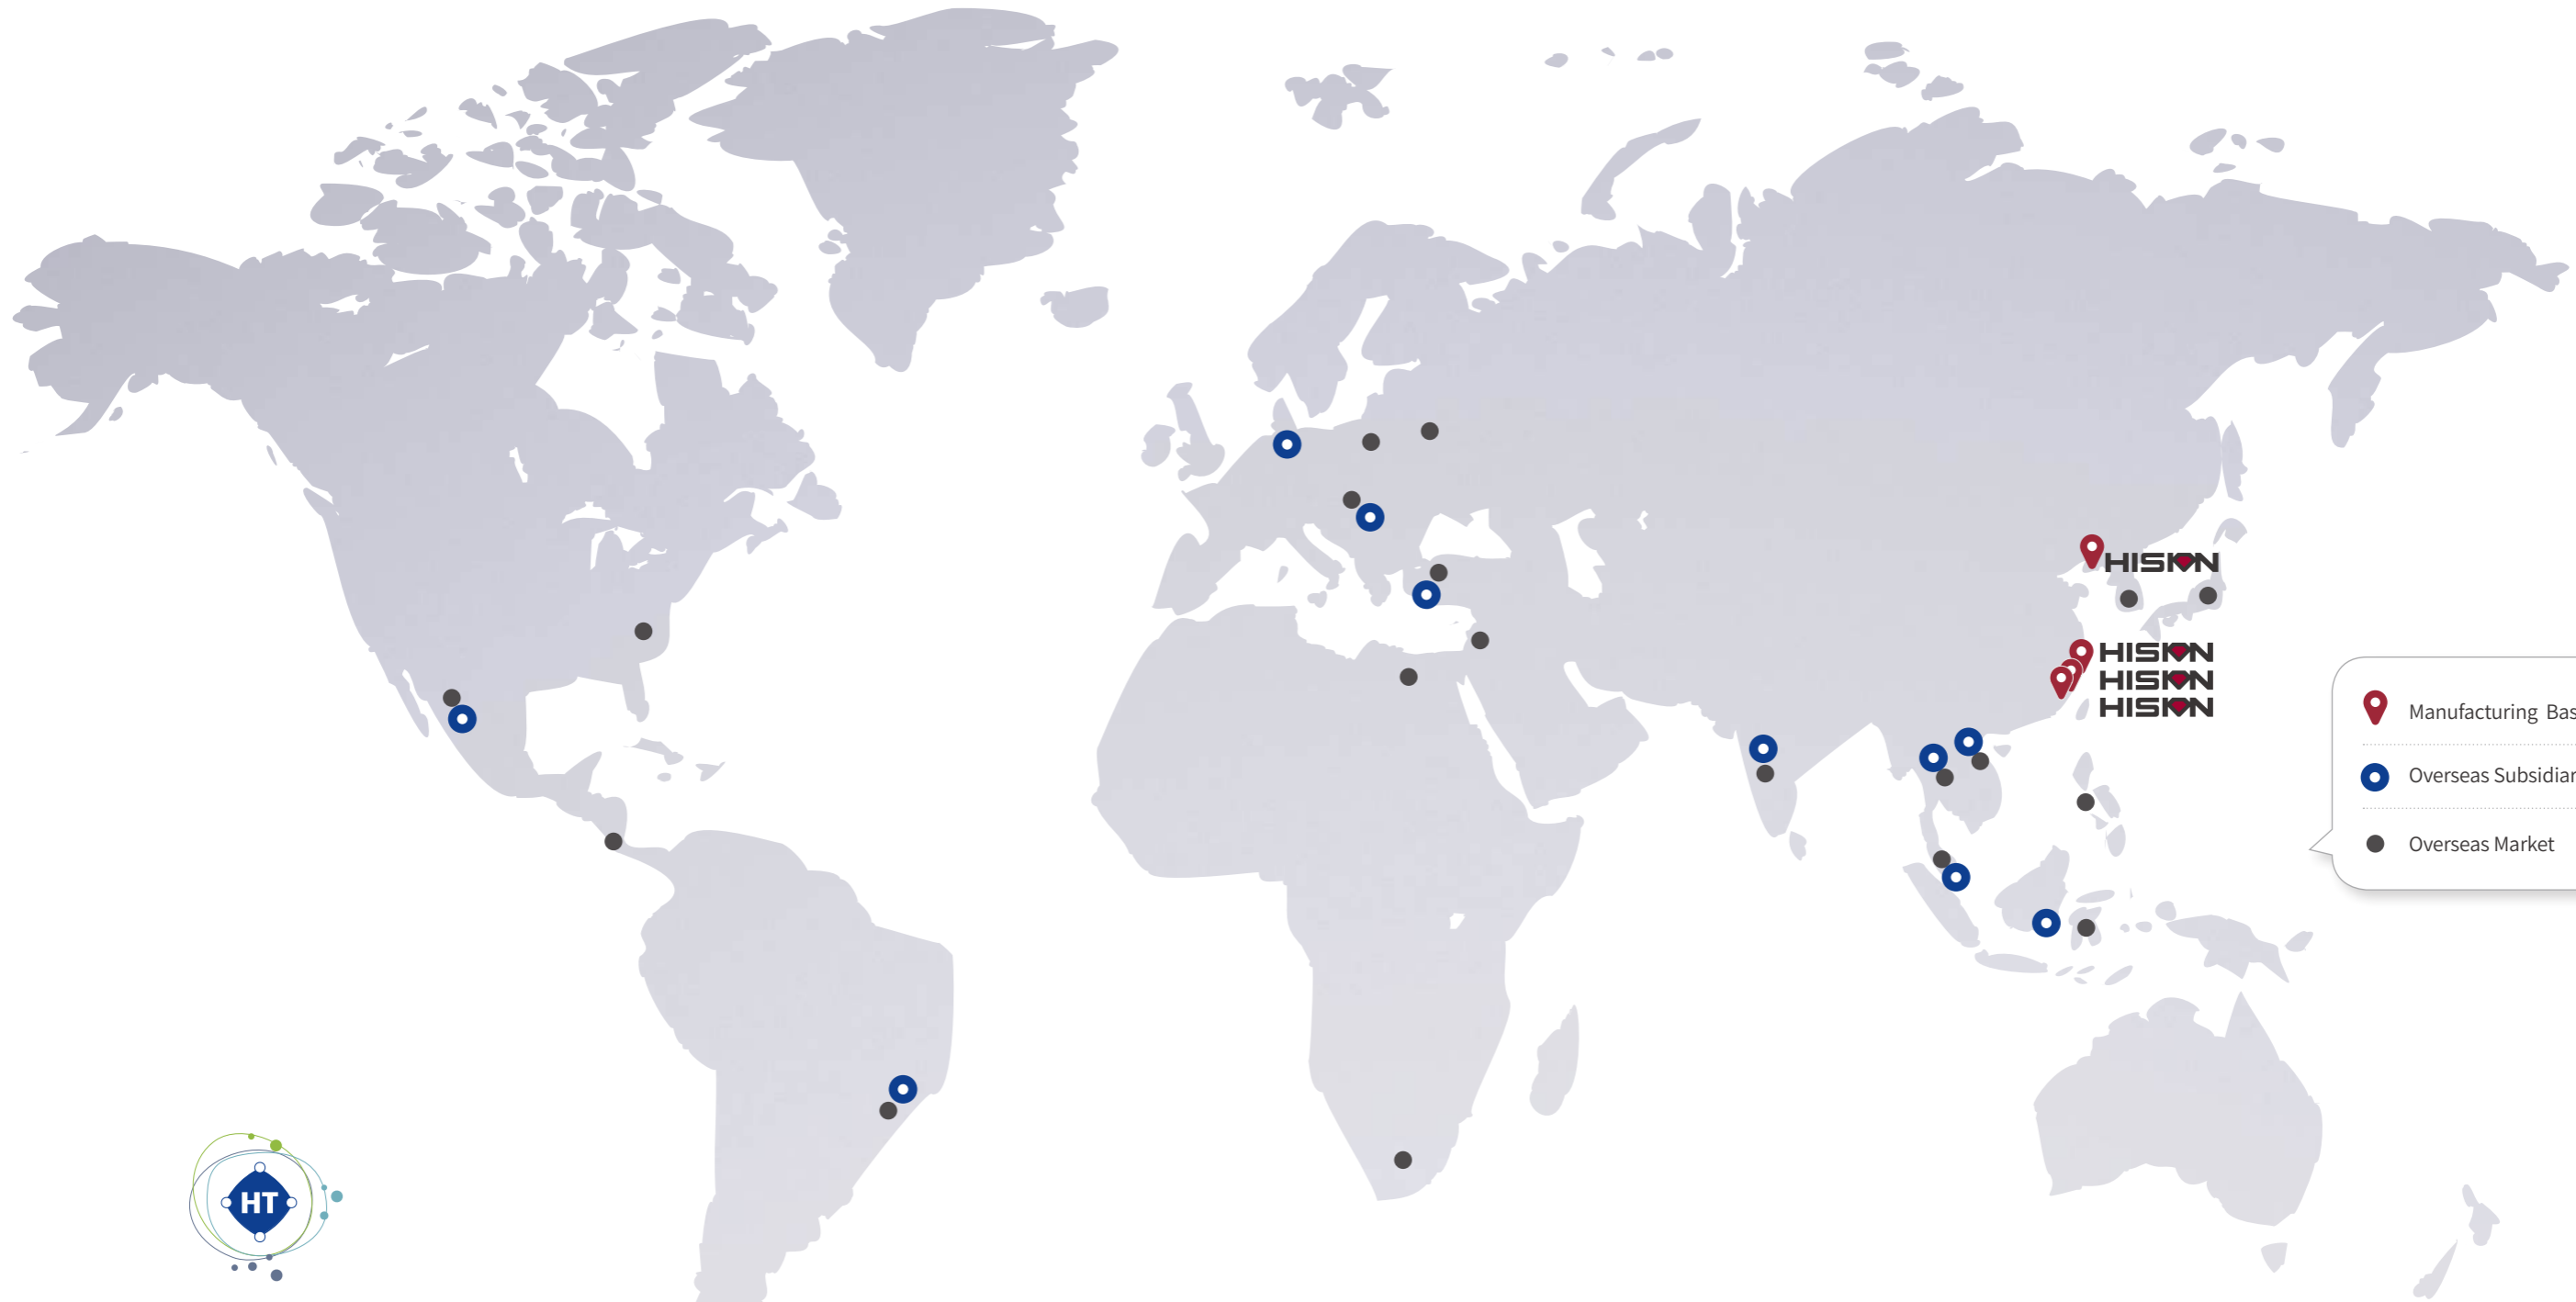 HISION
HISION
HISION
HISION
Manufacturing Bas
Overseas Subsidiar
Overseas Market
HT